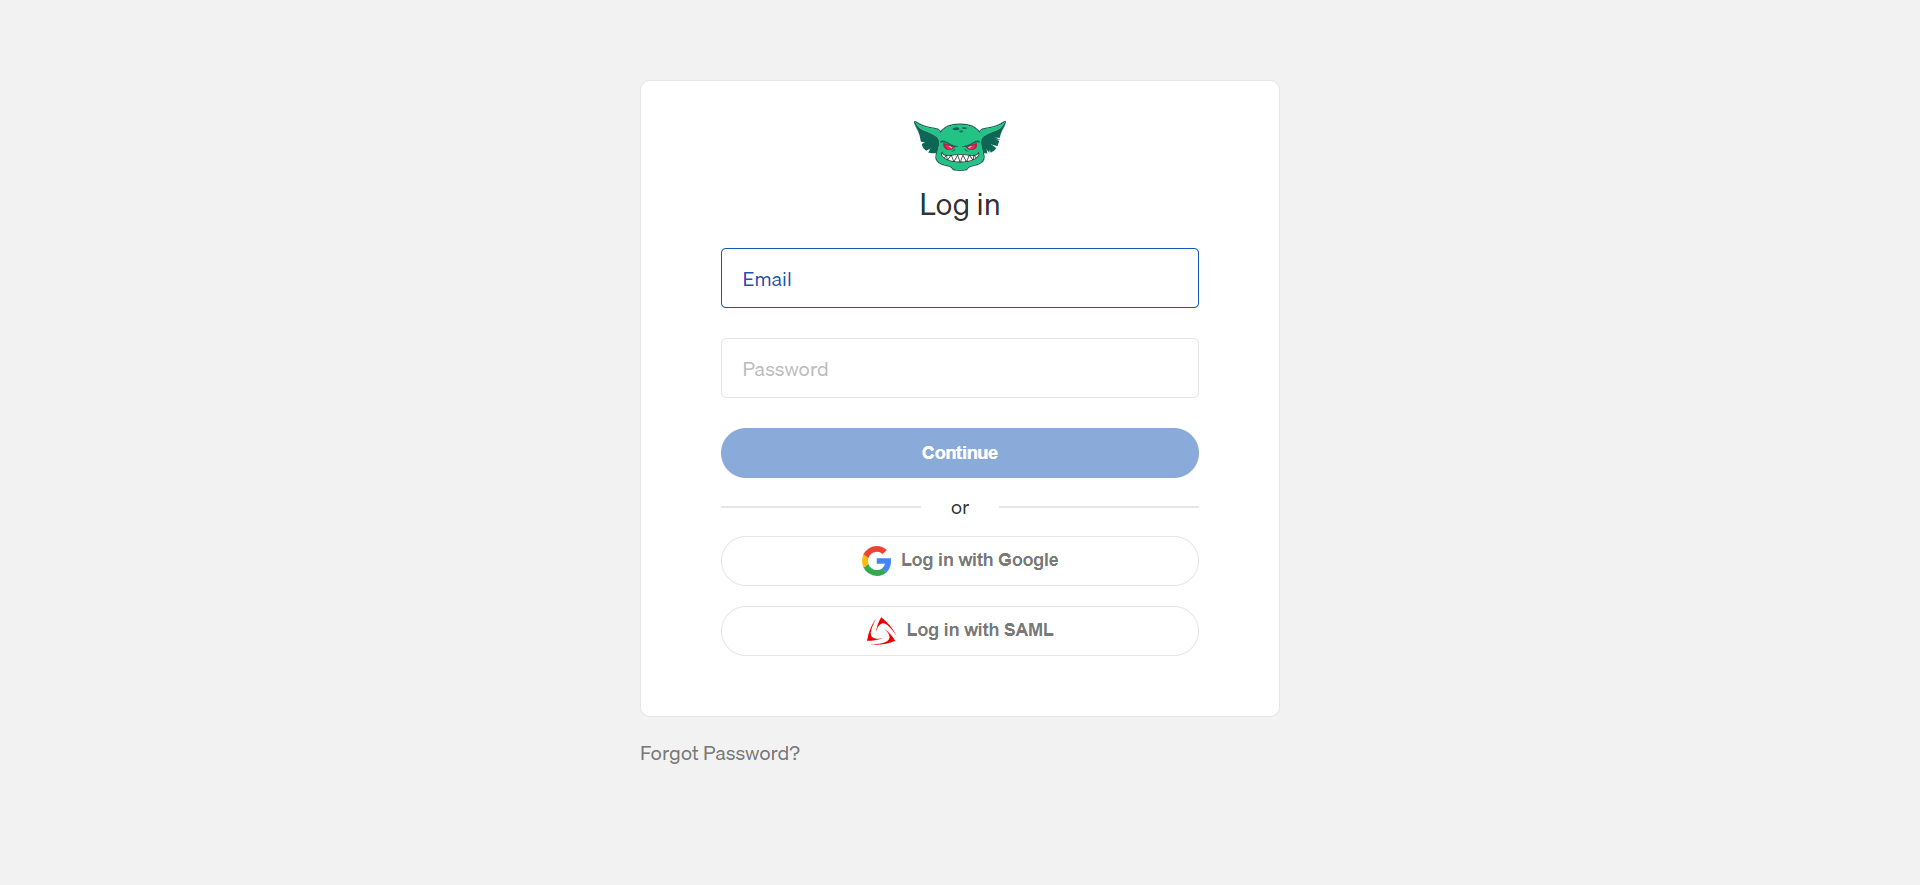 Log in
Email
Password
Continue
or
Log in with Google
Log in with SAML
Forgot Password?